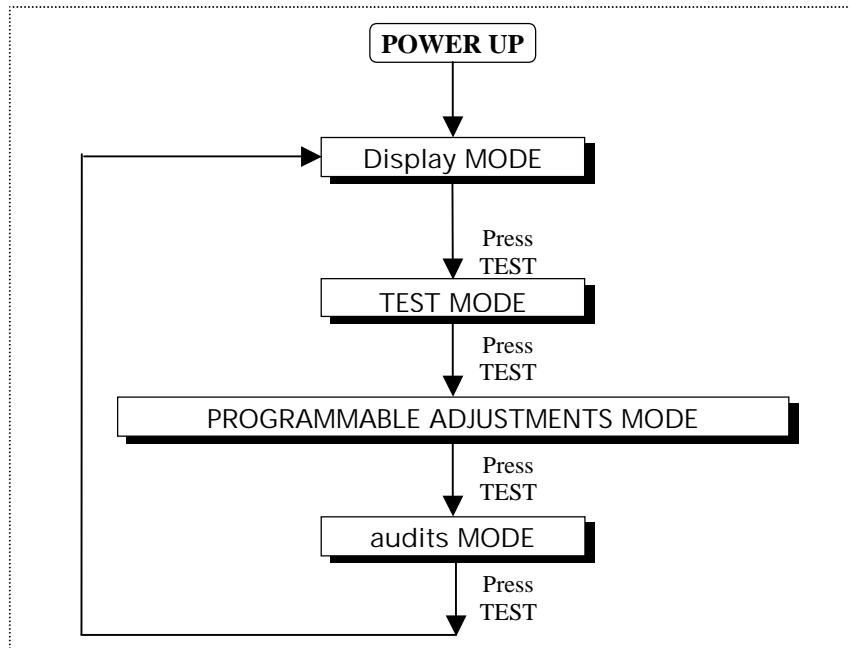 POWER UP
Display MODE
Press
TEST
TEST MODE
Press
TEST
PROGRAMMABLE ADJUSTMENTS MODE
Press
TEST
audits MODE
Press
TEST